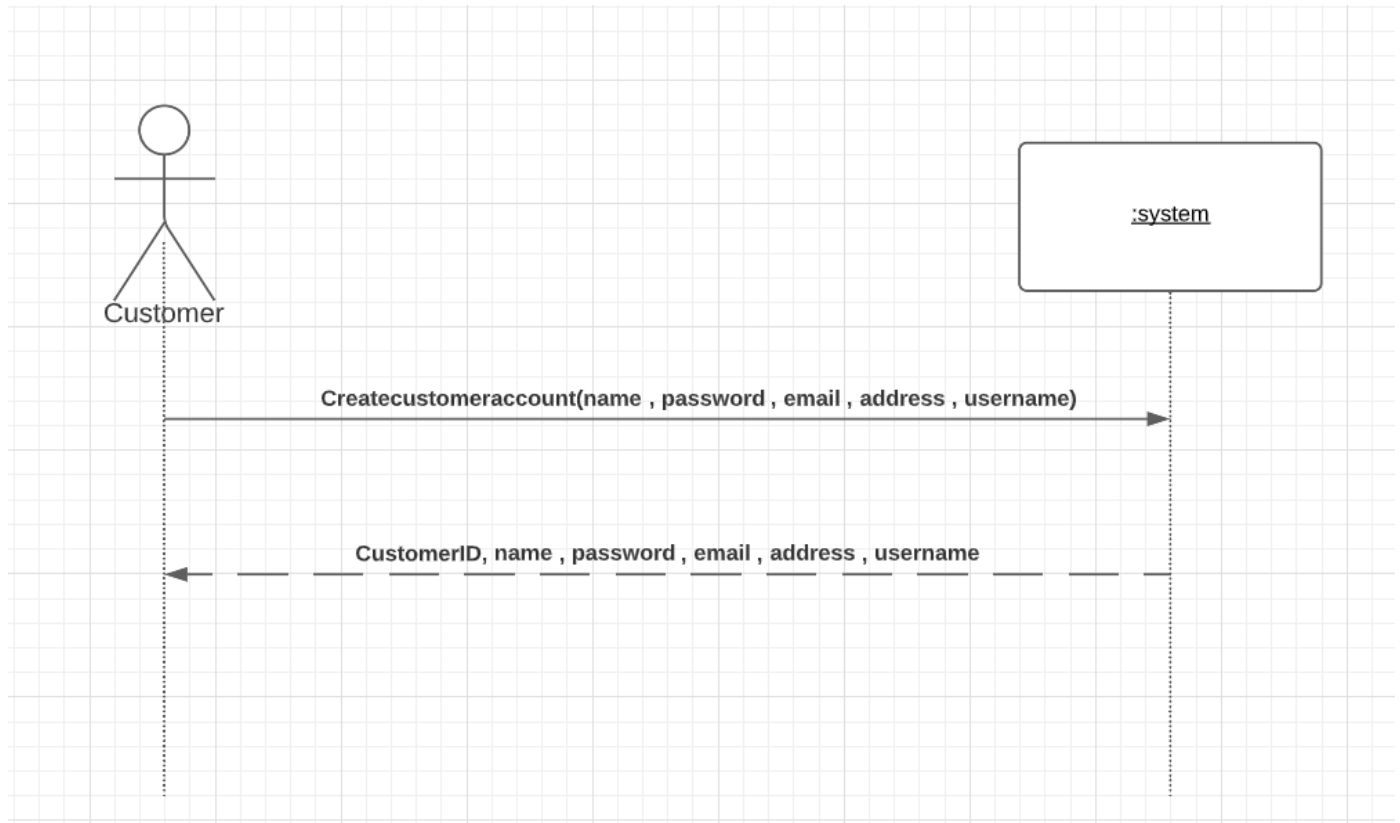 :system
Customer
Createcustomeraccount(name , password , email , address , username)
CustomerID, name , password , email , address , username